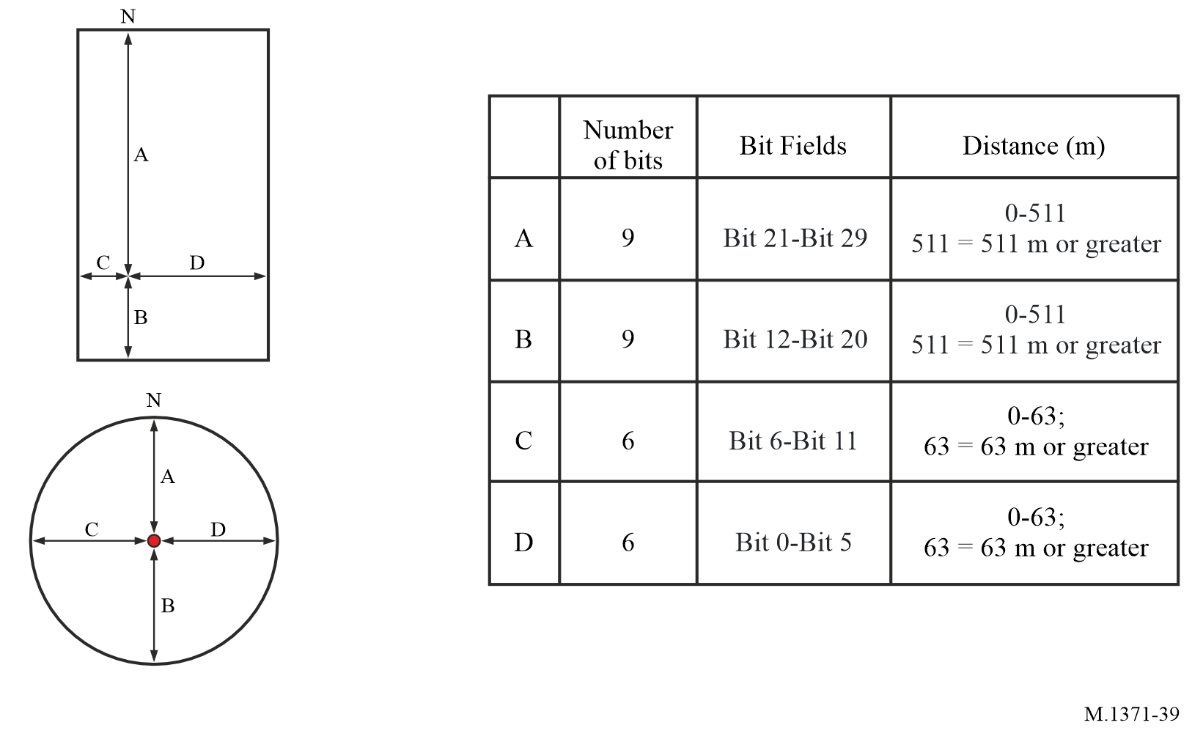 N
A
C
D
B
N
A
C
D
B
Number
of bits
Bit Fields
Distance (m)
A
9
Bit 21-Bit 29
0-511
511 = 511 m or greater
B
9
Bit 12-Bit 20
0-511
511 = 511 m or greater
C
6
Bit 6-Bit 11
0-63;
63 = 63 m or greater
D
6
Bit 0-Bit 5
0-63;
63 = 63 m or greater
M.1371-39